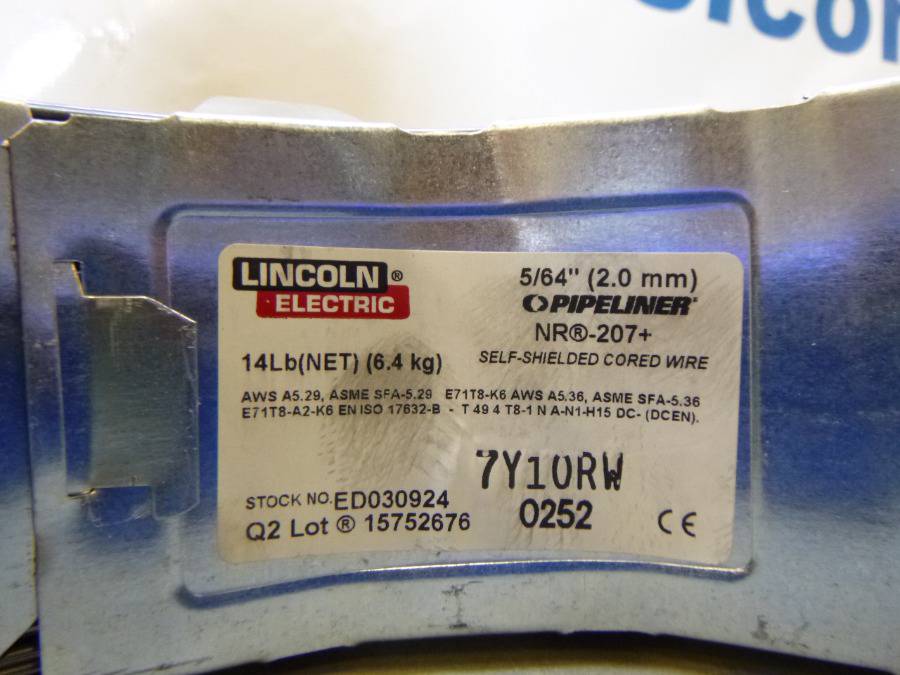 LINCOLN®
ELECTRIC
5/64" (2.0 mm)
PIPELINER®
NR®-207+
14Lb(NET) (6.4 kg)
SELF-SHIELDED CORED WIRE
AWS A5.29, ASME SFA-5.29 E71T8-K6 AWS A5.36, ASME SFA-5.36
E71T8-A2-K6 EN ISO 17632-B - T 49 4 T8-1 N A-N1-H15 DC- (DCEN).
7Y10RW
STOCK NO. ED030924
0252
Q2 Lot ® 15752676
CE